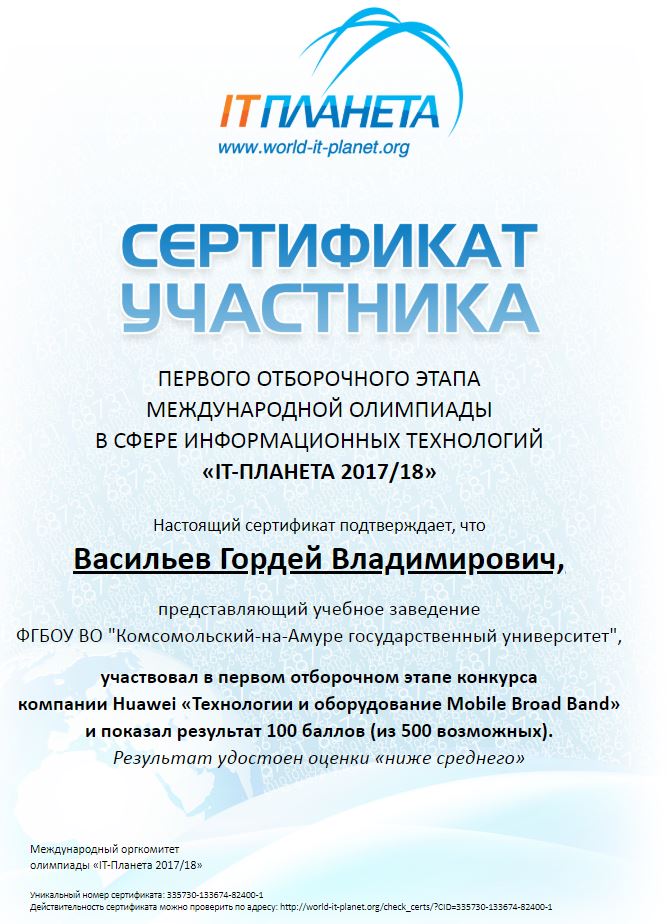 ITПЛАНЕТА
www.world-it-planet.org
СЕРТИФИКАТ
УЧАСТНИКА
ПЕРВОГО ОТБОРОЧНОГО ЭТАПА
МЕЖДУНАРОДНОЙ ОЛИМПИАДЫ
В СФЕРЕ ИНФОРМАЦИОННЫХ ТЕХНОЛОГИЙ
«IT-ПЛАНЕТА 2017/18»
Настоящий сертификат подтверждает, что
Васильев Гордей Владимирович,
представляющий учебное заведение
ФГБОУ ВО "Комсомольский-на-Амуре государственный университет",
участвовал в первом отборочном этапе конкурса
компании Huawei «Технологии и оборудование Mobile Broad Band»
и показал результат 100 баллов (из 500 возможных).
Результат удостоен оценки «ниже среднего»
Международный оргкомитет
олимпиады «IT-Планета 2017/18»
Уникальный номер сертификата: 335730-133674-82400-1
Действительность сертификата можно проверить по адресу: http://world-it-planet.org/check_certs/?CID=335730-133674-82400-1